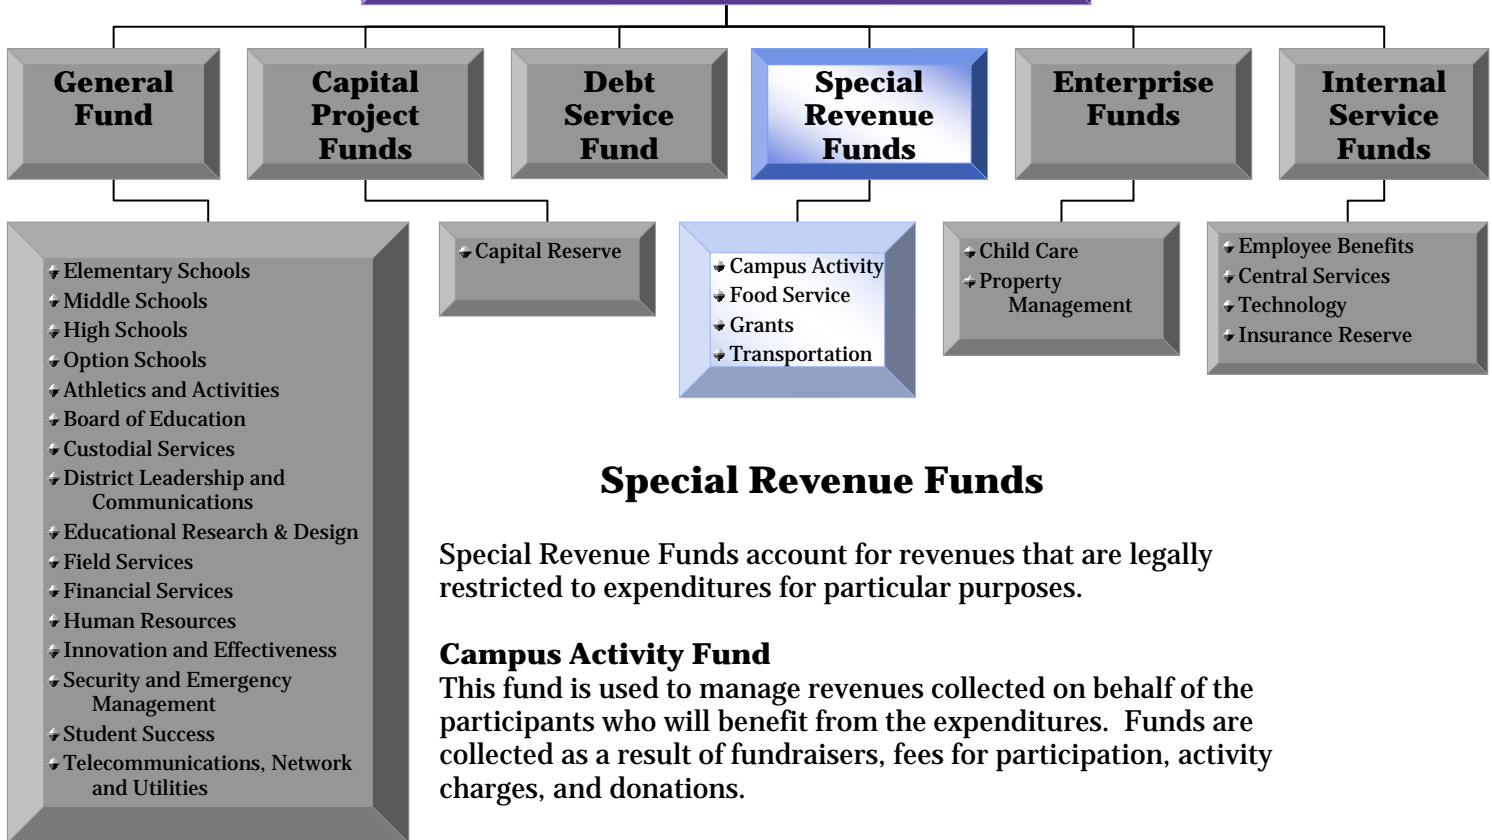 General
Fund
Capital
Project
Funds
Debt
Service
Fund
Special
Revenue
Funds
Enterprise
Funds
Internal
Service
Funds
Elementary Schools
Middle Schools
High Schools
Option Schools
Athletics and Activities
Board of Education
Custodial Services
District Leadership and
Communications
Educational Research & Design
Field Services
Financial Services
Human Resources
Innovation and Effectiveness
Security and Emergency
Management
Student Success
Telecommunications, Network
and Utilities
Capital Reserve
Campus Activity
Food Service
Grants
Transportation
Child Care
Property
Management
Employee Benefits
Central Services
Technology
Insurance Reserve
Special Revenue Funds
Special Revenue Funds account for revenues that are legally
restricted to expenditures for particular purposes.
Campus Activity Fund
This fund is used to manage revenues collected on behalf of the
participants who will benefit from the expenditures.  Funds are
collected as a result of fundraisers, fees for participation, activity
charges, and donations.